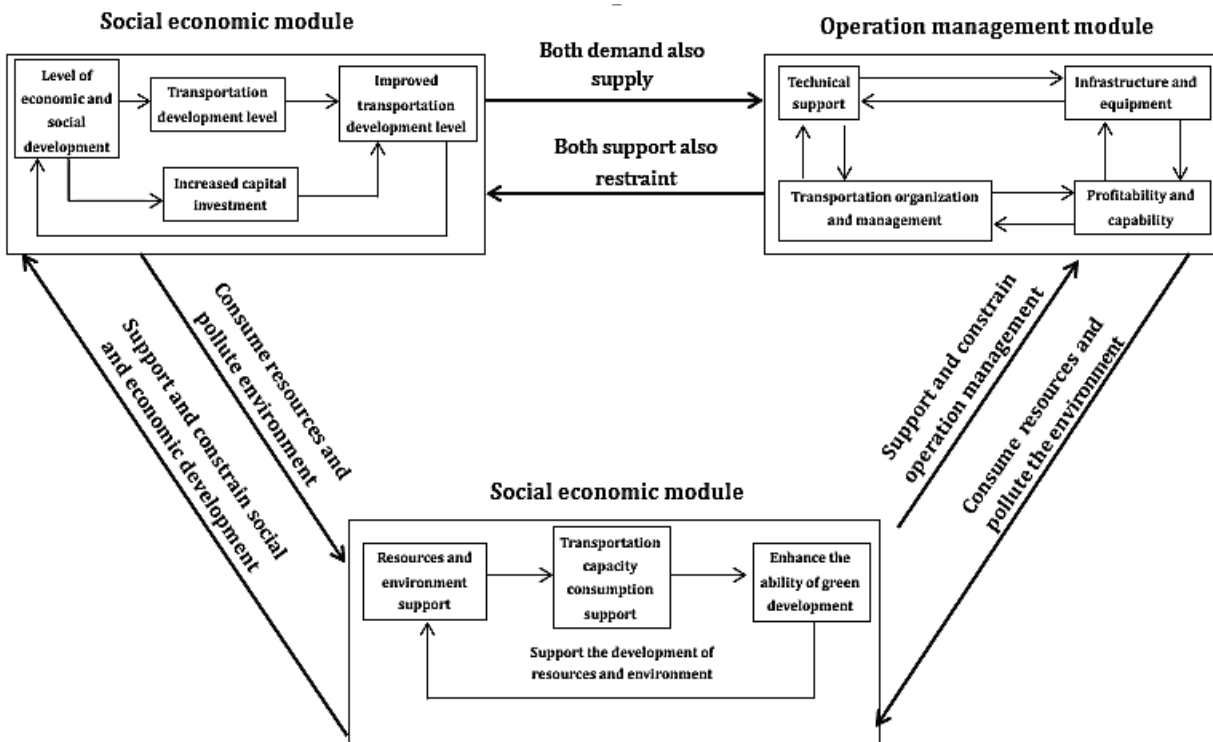 Social economic module
Level of
economic and
social
development
Transportation
development level
Improved
transportation
development level
Increased capital
investment
Both demand also
supply
Both support also
restraint
Operation management module
Technical
support
Infrastructure and
equipment
Transportation organization
and management
Profitability and
capability
Consume resources and
pollute environment
Support and constrain social
and economic development
Support and constrain
operation management
Consume resources and
pollute the environment
Social economic module
Resources and
environment
support
Transportation
capacity
consumption
support
Enhance the
ability of green
development
Support the development of
resources and environment